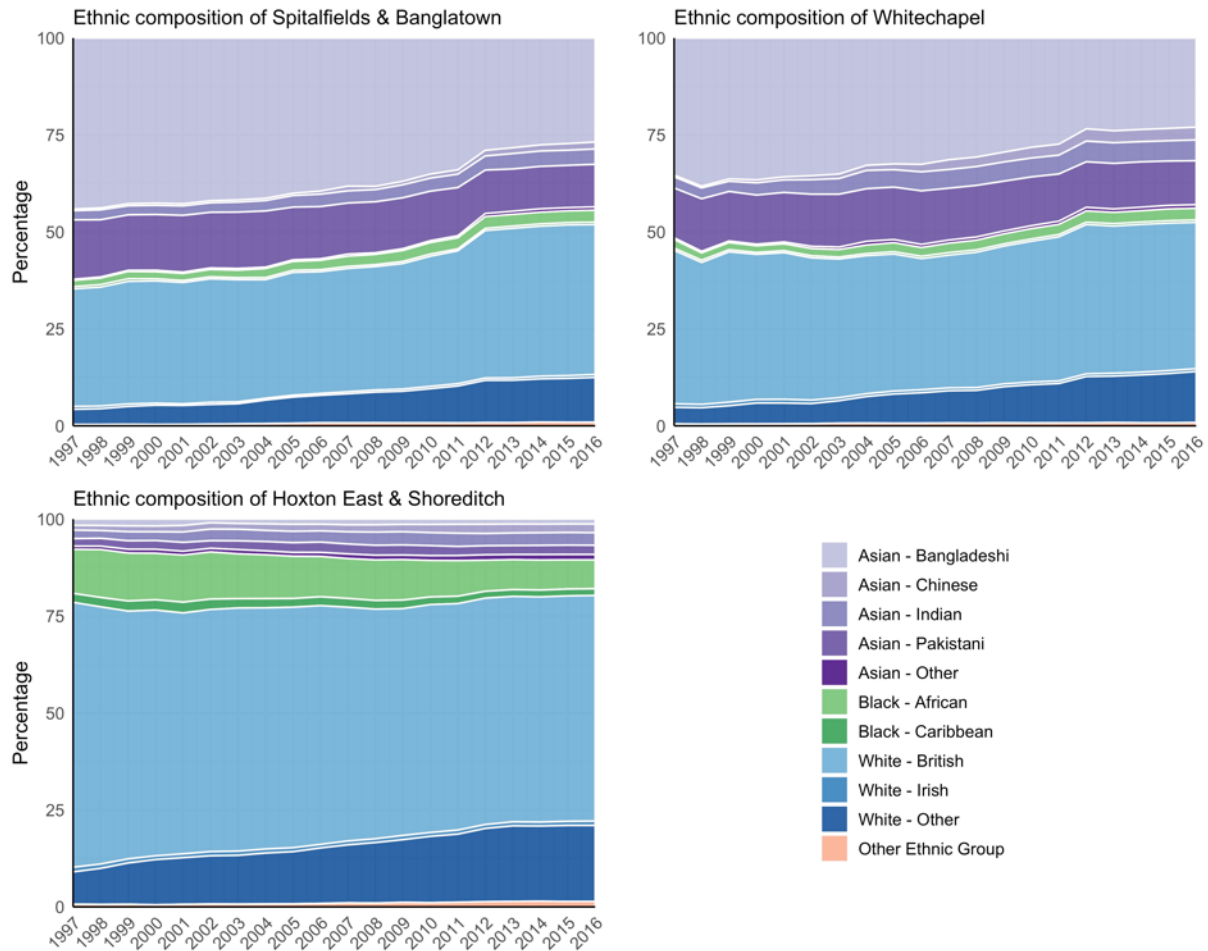 Ethnic composition of Spitalfields & Banglatown
100
75
50
25
0
Percentage
1997 1998 1999 2000 2001 2002 2003 2004 2005 2006 2007 2008 2009 2010 2011 2012 2013 2014 2015 2016
Ethnic composition of Whitechapel
100
75
50
25
0
1997 1998 1999 2000 2001 2002 2003 2004 2005 2006 2007 2008 2009 2010 2011 2012 2013 2014 2015 2016
Ethnic composition of Hoxton East & Shoreditch
100
75
50
25
0
Percentage
1997 1998 1999 2000 2001 2002 2003 2004 2005 2006 2007 2008 2009 2010 2011 2012 2013 2014 2015 2016
Asian - Bangladeshi
Asian - Chinese
Asian - Indian
Asian - Pakistani
Asian - Other
Black - African
Black - Caribbean
White - British
White - Irish
White - Other
Other Ethnic Group